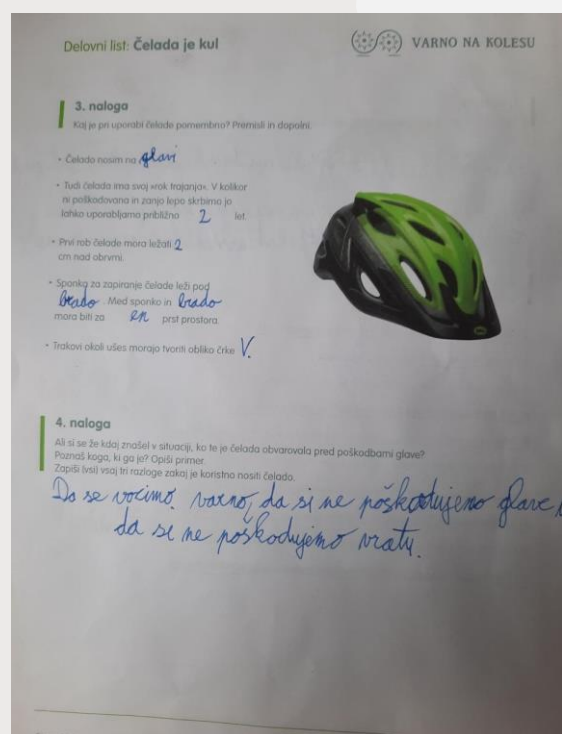 Delovni list: Čelada je kul
VARNO NA KOLESU
3. naloga
Kaj je pri uporabi čelade pomembno? Premisli in dopolni.
• Čelado nosim na glavi
• Tudi čelada ima svoj »rok trajanja«. V kolikor
ni poškodovana in zanjo lepo skrbimo jo
lahko uporabljamo približno 2 let.
• Prvi rob čelade mora ležati 2
cm nad obrvmi.
• Sponka za zapiranje čelade leži pod
brado. Med sponko in brado
mora biti za en prst prostora.
• Trakovi okoli ušes morajo tvoriti obliko črke V.
4. naloga
Ali si se že kdaj znašel v situaciji, ko te je čelada obvarovala pred poškodbami glave?
Poznaš koga, ki ga je? Opiši primer.
Zapiši (vsi) vsaj tri razloge zakaj je koristno nositi čelado.
Da se vozimo varno, da si ne poškodujemo glave,
da si ne poškodujemo vratu.